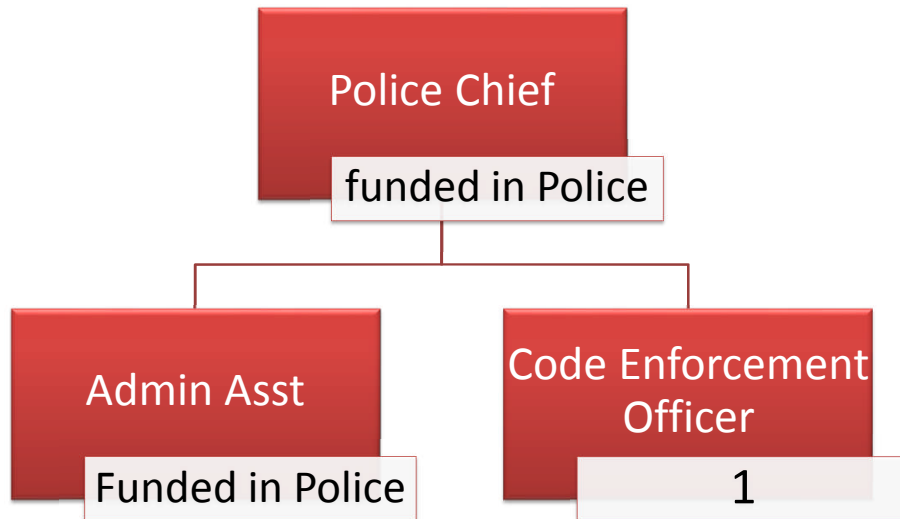 Police Chief
funded in Police
Admin Asst
Funded in Police
Code Enforcement
Officer
1